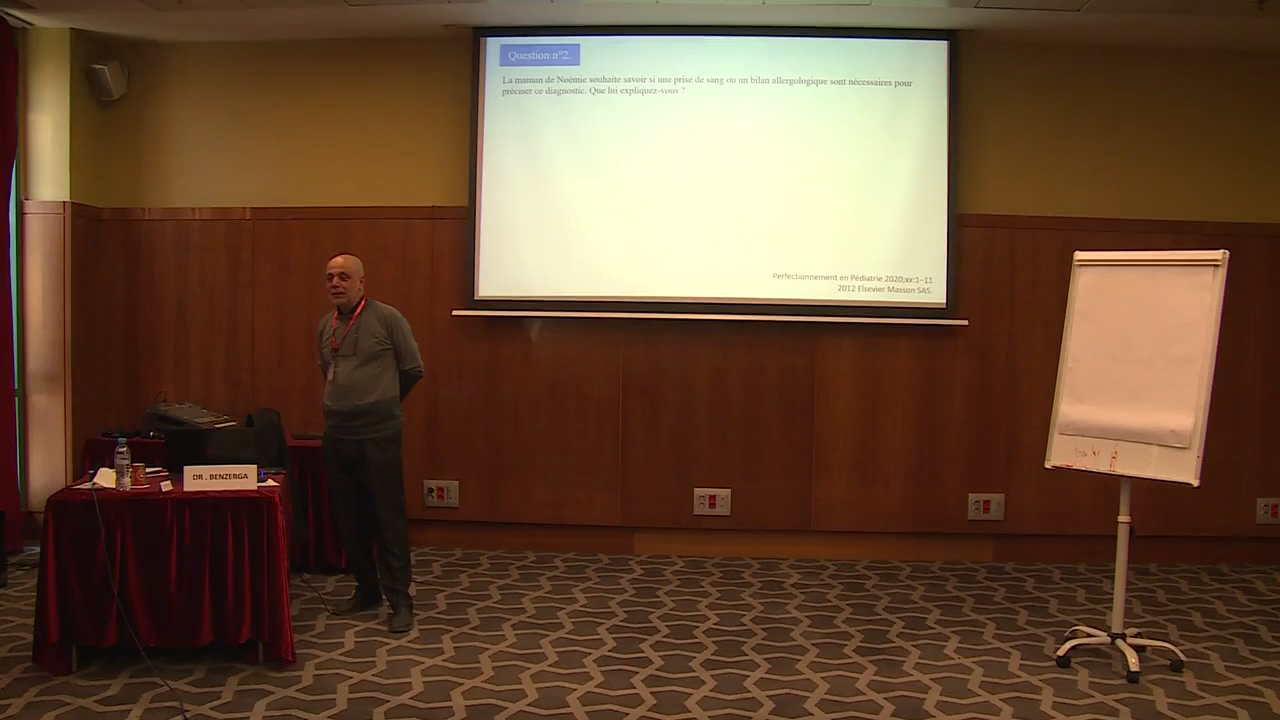 Question n°2.
La maman de Noémie souhaite savoir si une prise de sang ou un bilan allergologique sont nécessaires pour
préciser ce diagnostic. Que lui expliquez-vous ?
Perfectionnement en Pédiatrie 2020;xx:1–11
2012 Elsevier Masson SAS.
DR . BENZERGA